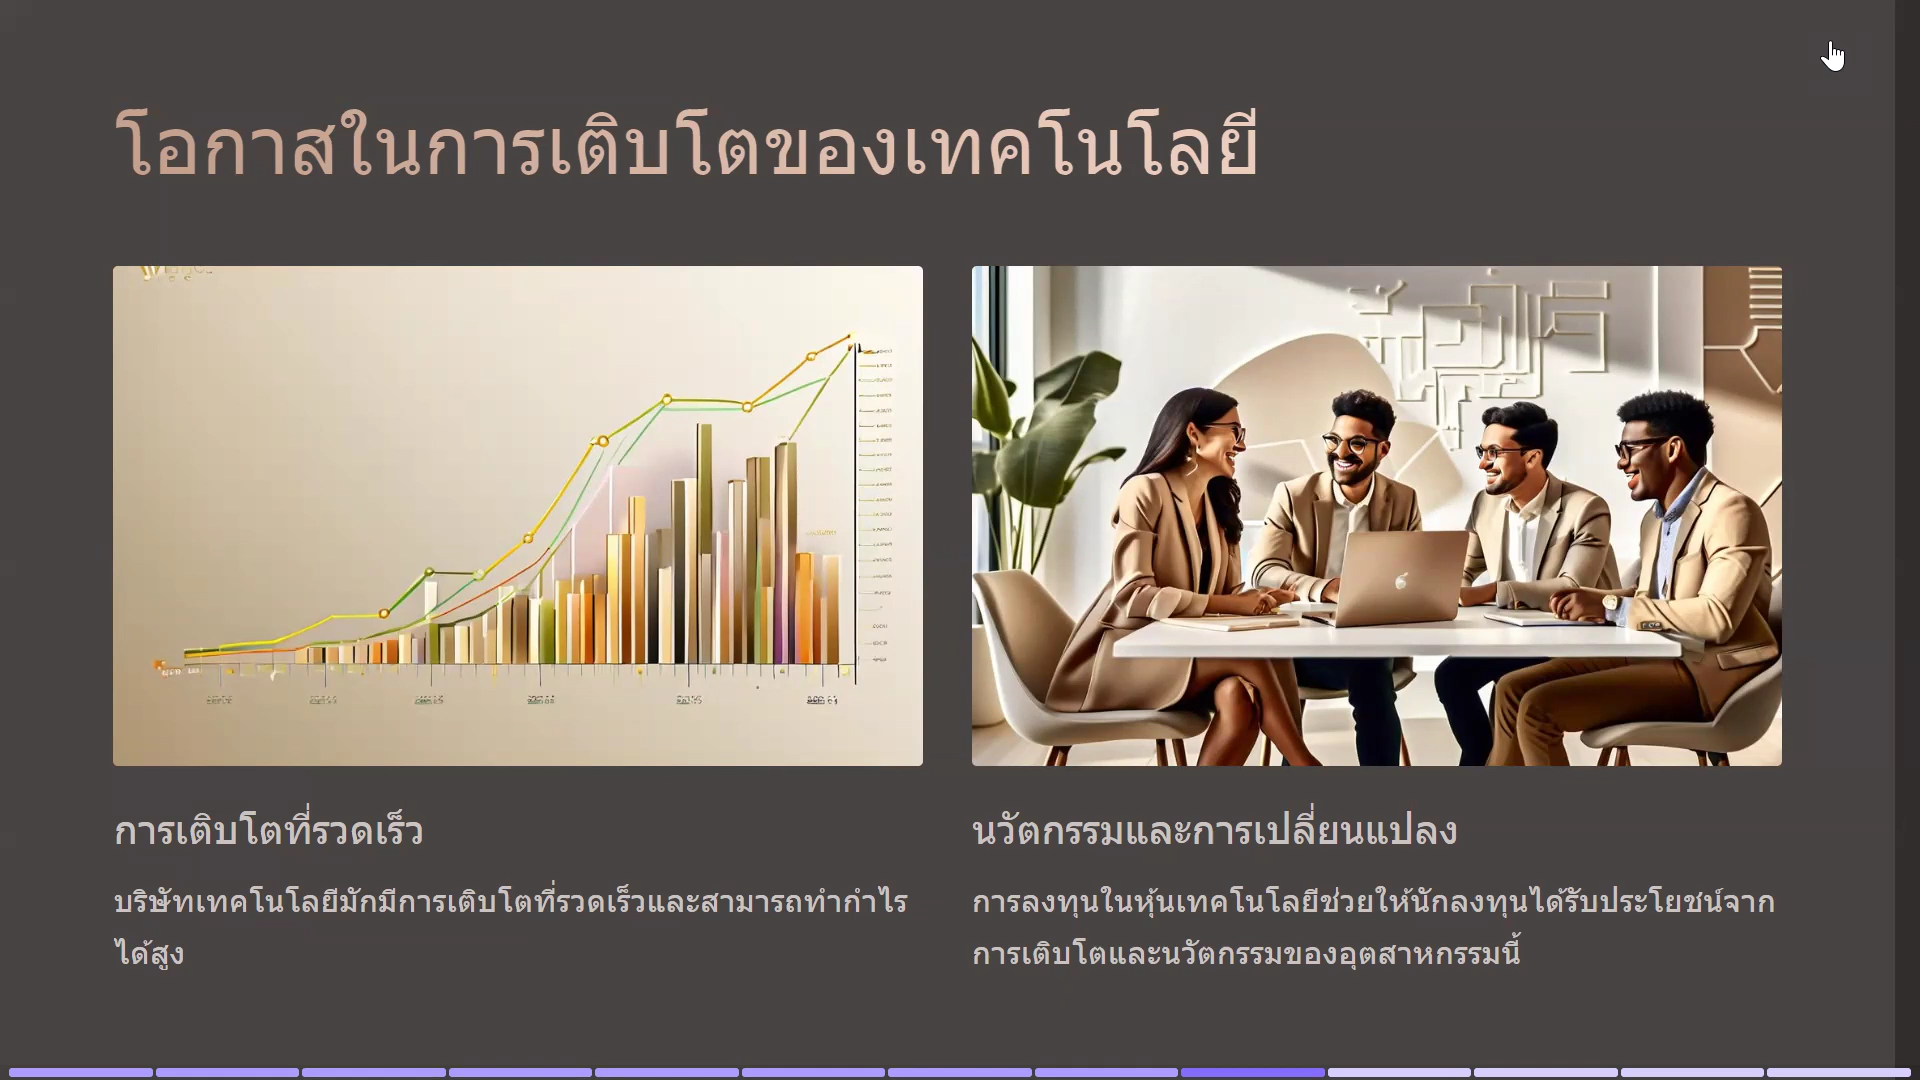 โอกาสในการเติบโตของเทคโนโลยี
การเติบโตที่รวดเร็ว
บริษัทเทคโนโลยีมักมีการเติบโตที่รวดเร็วและสามารถทำกำไร
ได้สูง
นวัตกรรมและการเปลี่ยนแปลง
การลงทุนในหุ้นเทคโนโลยีช่วยให้นักลงทุนได้รับประโยชน์จาก
การเติบโตและนวัตกรรมของอุตสาหกรรมนี้